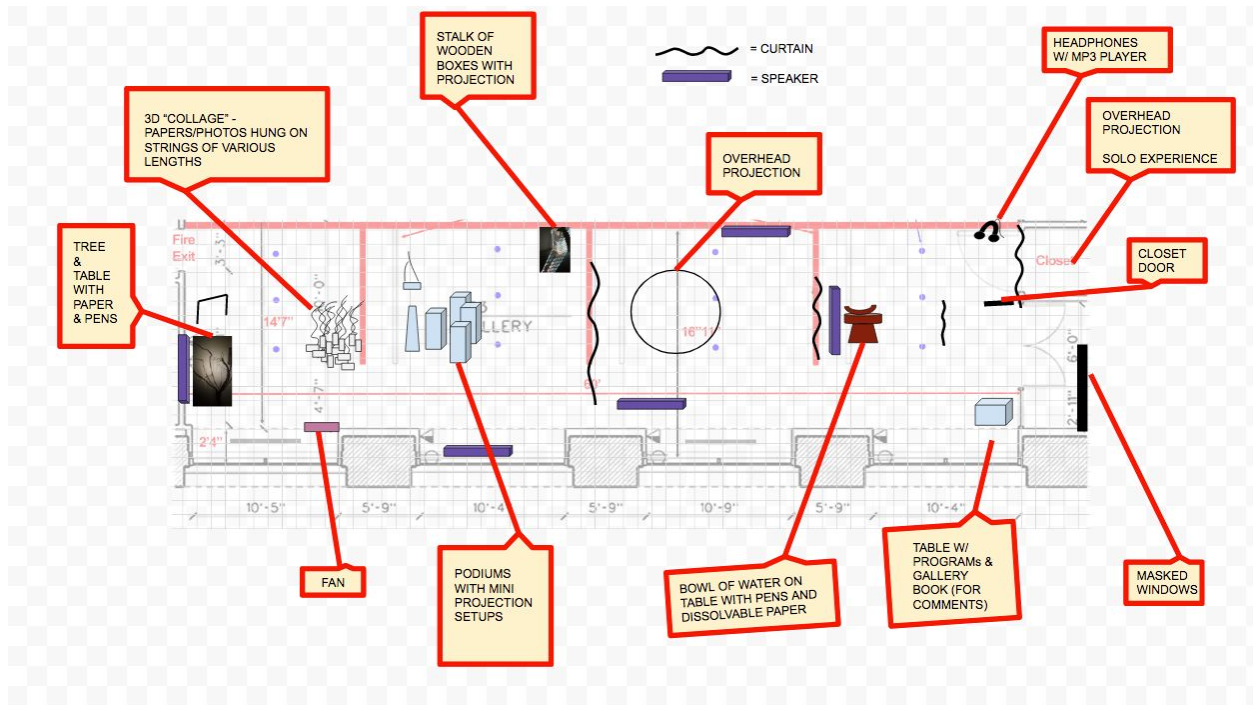 STALK OF
WOODEN
BOXES WITH
PROJECTION
= CURTAIN
= SPEAKER
HEADPHONES
W/ MP3 PLAYER
3D “COLLAGE” -
PAPERS/PHOTOS HUNG ON
STRINGS OF VARIOUS
LENGTHS
OVERHEAD
PROJECTION
OVERHEAD
PROJECTION
SOLO EXPERIENCE
TREE
&
TABLE
WITH
PAPER
& PENS
CLOSET
DOOR
Fire
Exit
3'-3"
Close
14'7"
LLERY
16"11"
6'-0"
4'-7"
2'-11"
2'4"
10'-5"
5'-9"
10'-4
5'-9"
10'-9"
5'-9"
10'-4"
FAN
PODIUMS
WITH MINI
PROJECTION
SETUPS
BOWL OF WATER ON
TABLE WITH PENS AND
DISSOLVABLE PAPER
TABLE W/
PROGRAMs &
GALLERY
BOOK (FOR
COMMENTS)
MASKED
WINDOWS